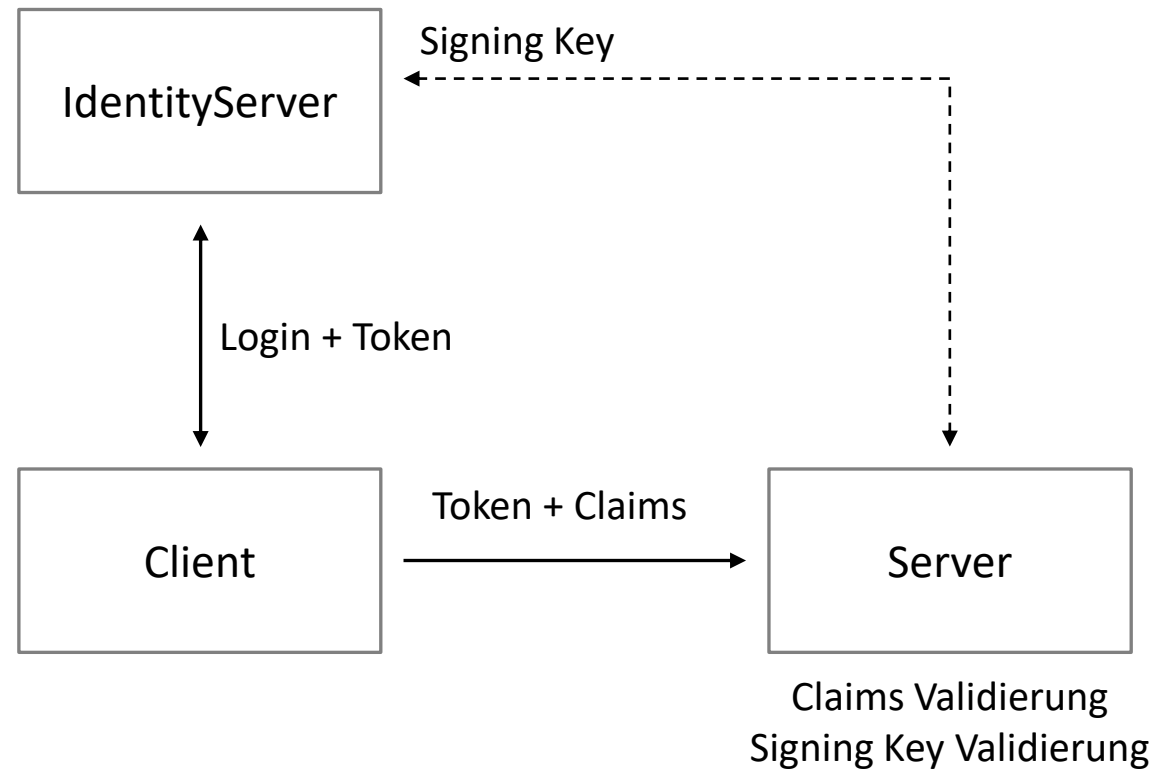 Signing Key
IdentityServer
Login + Token
Token + Claims
Client
Server
Claims Validierung
Signing Key Validierung